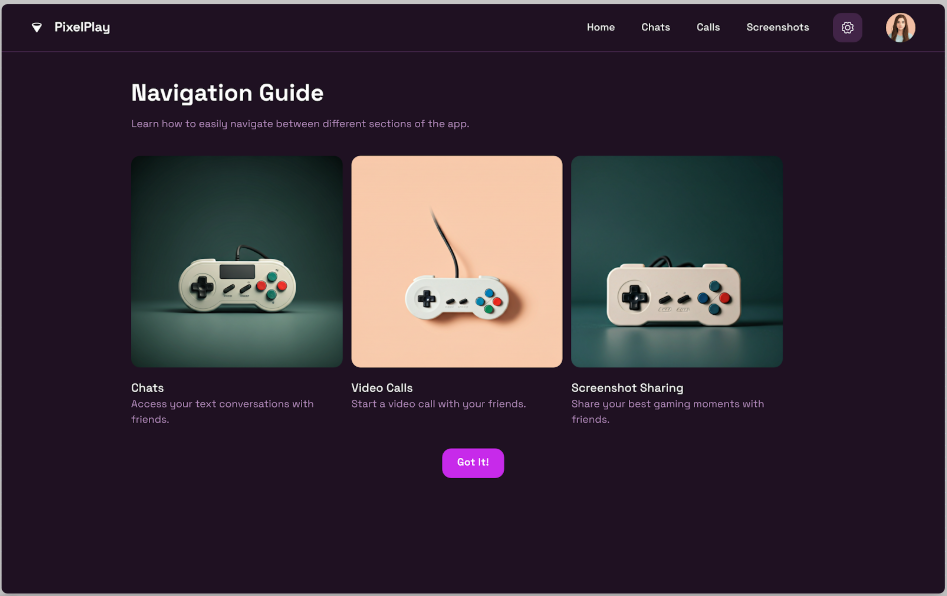 PixelPlay
Home
Chats
Calls
Screenshots
Navigation Guide
Learn how to easily navigate between different sections of the app.
Chats
Access your text conversations with
friends.
Video Calls
Start a video call with your friends.
Screenshot Sharing
Share your best gaming moments with
friends.
Got It!